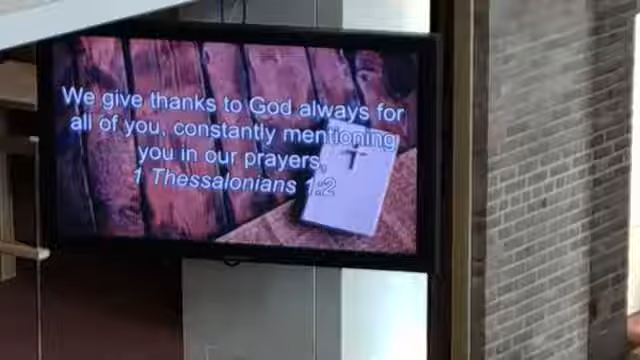 We give thanks to God always for
all of you, constantly mentioning
you in our prayers,
1 Thessalonians 1:2